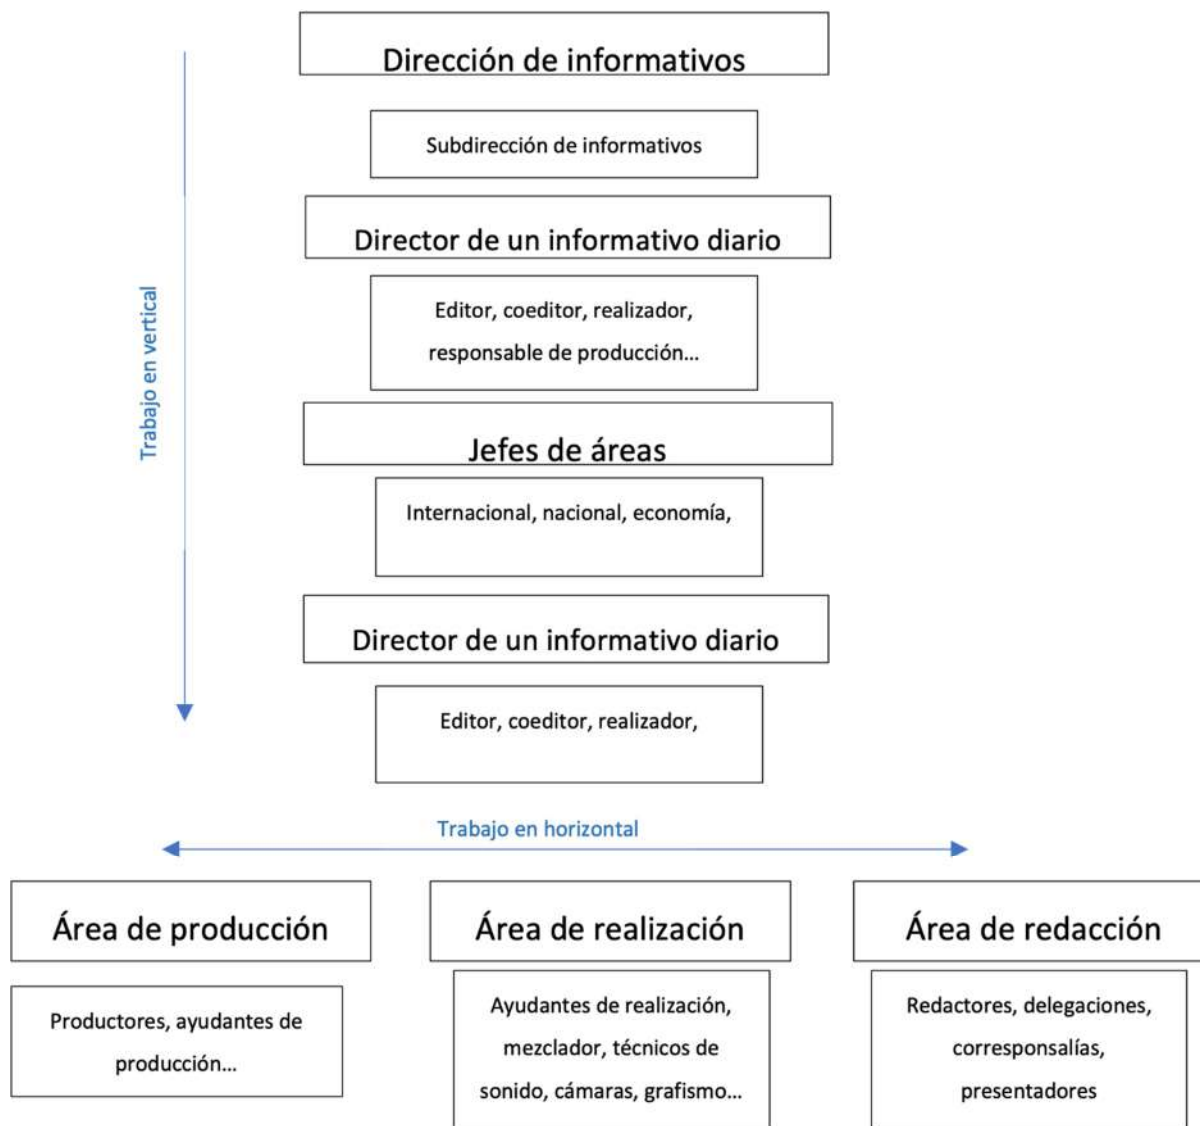 Dirección de informativos
Subdirección de informativos
Director de un informativo diario
Editor, coeditor, realizador,
responsable de producción...
Trabajo en vertical
Jefes de áreas
Internacional, nacional, economía,
Director de un informativo diario
Editor, coeditor, realizador,
Trabajo en horizontal
Área de producción
Productores, ayudantes de
producción...
Área de realización
Ayudantes de realización,
mezclador, técnicos de
sonido, cámaras, grafismo...
Área de redacción
Redactores, delegaciones,
corresponsalías,
presentadores